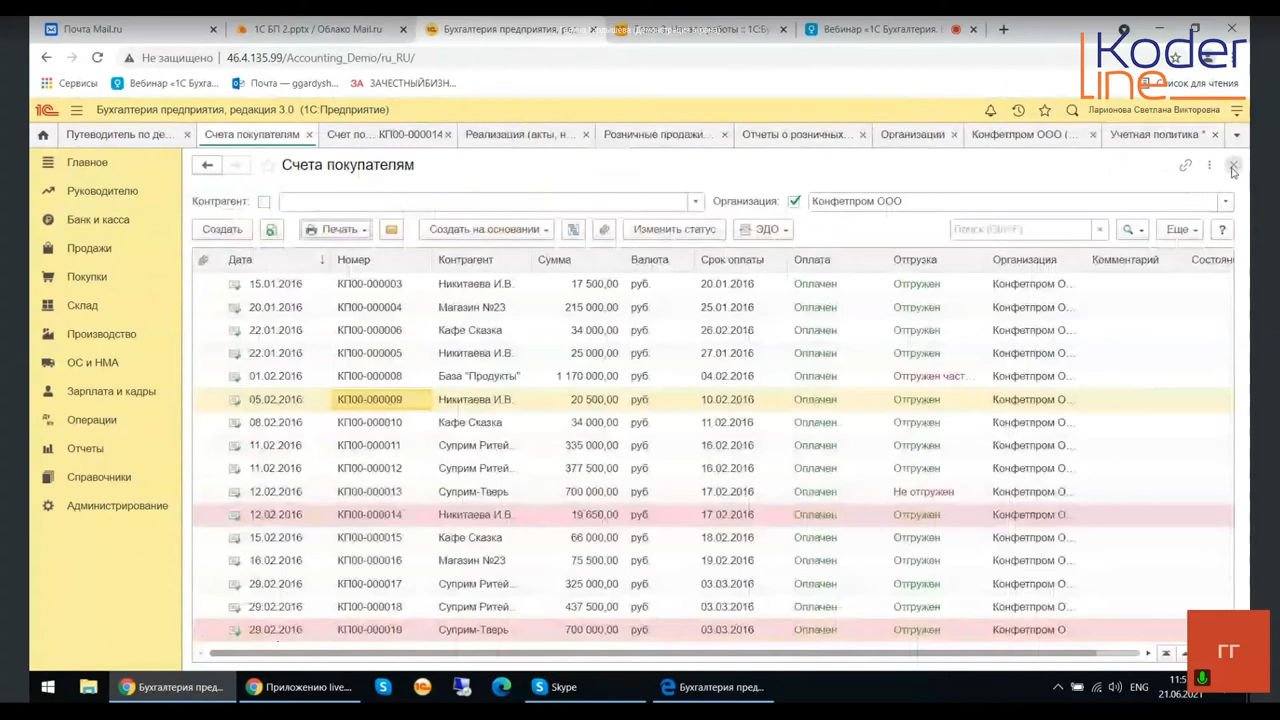 Почта Mail.ru
1С БП 2.pptx / Облако Mail.ru
Бухгалтерия предприятия,
Вебинар «1С Бухгалтерия.
Koder
line
Не защищено
46.4.135.99/Accounting_Demo/ru_RU/
Сервисы
Вебинар «1С Бухга...
Почта — ggardysh...
ЗАЧЕСТНЫЙБИЗН...
Список для чтения
1С
Бухгалтерия предприятия, редакция 3.0 (1С:Предприятие)
Ларионова Светлана Викторовна
Путеводитель по де...
Счета покупателям
Счет по... КП00-000014
Реализация (акты, н...
Розничные продажи...
Отчеты о розничных...
Организации
Конфетпром ООО (...
Учетная политика *
Главное
Руководителю
Банк и касса
Продажи
Покупки
Склад
Производство
ОС и НМА
Зарплата и кадры
Операции
Отчеты
Справочники
Администрирование
Счета покупателям
Контрагент:
Организация:
Конфетпром ООО
Создать
Печать
Создать на основании
Изменить статус
ЭДО
Поиск (Ctrl+F)
Еще
?
Дата Номер Контрагент Сумма Валюта Срок оплаты Оплата Отгрузка Организация Комментарий Состоян
15.01.2016 КП00-000003 Никитаева И.В. 17 500,00 руб. 20.01.2016 Оплачен Отгружен Конфетпром О...
20.01.2016 КП00-000004 Магазин №23 215 000,00 руб. 25.01.2016 Оплачен Отгружен Конфетпром О...
22.01.2016 КП00-000006 Кафе Сказка 34 000,00 руб. 26.02.2016 Оплачен Отгружен Конфетпром О...
22.01.2016 КП00-000005 Никитаева И.В. 25 000,00 руб. 27.01.2016 Оплачен Отгружен Конфетпром О...
01.02.2016 КП00-000008 База "Продукты" 1 170 000,00 руб. 04.02.2016 Оплачен Отгружен част... Конфетпром О...
05.02.2016 КП00-000009 Никитаева И.В. 20 500,00 руб. 10.02.2016 Оплачен Отгружен Конфетпром О...
08.02.2016 КП00-000010 Кафе Сказка 34 000,00 руб. 11.02.2016 Оплачен Отгружен Конфетпром О...
11.02.2016 КП00-000011 Суприм Ритей... 335 000,00 руб. 16.02.2016 Оплачен Отгружен Конфетпром О...
11.02.2016 КП00-000012 Суприм Ритей... 377 500,00 руб. 16.02.2016 Оплачен Отгружен Конфетпром О...
12.02.2016 КП00-000013 Суприм-Тверь 700 000,00 руб. 17.02.2016 Оплачен Не отгружен Конфетпром О...
12.02.2016 КП00-000014 Никитаева И.В. 19 650,00 руб. 17.02.2016 Оплачен Отгружен Конфетпром О...
15.02.2016 КП00-000015 Кафе Сказка 66 000,00 руб. 18.02.2016 Оплачен Отгружен Конфетпром О...
16.02.2016 КП00-000016 Магазин №23 75 500,00 руб. 19.02.2016 Оплачен Отгружен Конфетпром О...
29.02.2016 КП00-000017 Суприм Ритей... 325 000,00 руб. 03.03.2016 Оплачен Отгружен Конфетпром О...
29.02.2016 КП00-000018 Суприм Ритей... 437 500,00 руб. 03.03.2016 Оплачен Отгружен Конфетпром О...
29.02.2016 КП00-000019 Суприм-Тверь 700 000,00 руб. 03.03.2016 Оплачен Отгружен Конфетпром О...
ГГ
Бухгалтерия пред...
Приложению live...
Skype
Бухгалтерия пред...
ENG
21.06.2021